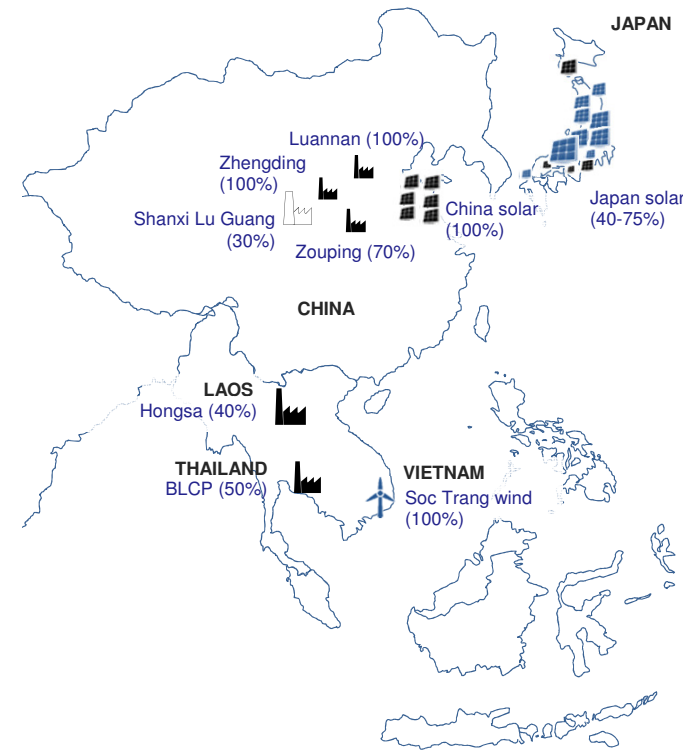 JAPAN
Luannan (100%)
Zhengding
(100%)
Shanxi Lu Guang
(30%)
Zouping (70%)
China solar
(100%)
Japan solar
(40-75%)
CHINA
LAOS
Hongsa (40%)
THAILAND
BLCP (50%)
VIETNAM
Soc Trang wind
(100%)